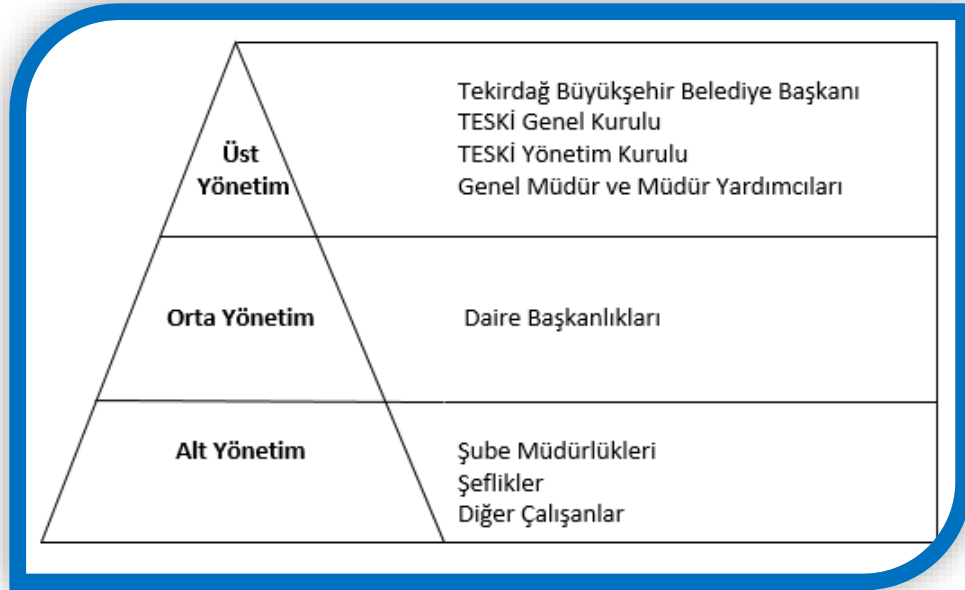 Üst
Yönetim
Tekirdağ Büyükşehir Belediye Başkanı
TESKİ Genel Kurulu
TESKİ Yönetim Kurulu
Genel Müdür ve Müdür Yardımcıları
Orta Yönetim
Daire Başkanlıkları
Alt Yönetim
Şube Müdürlükleri
Şeflikler
Diğer Çalışanlar